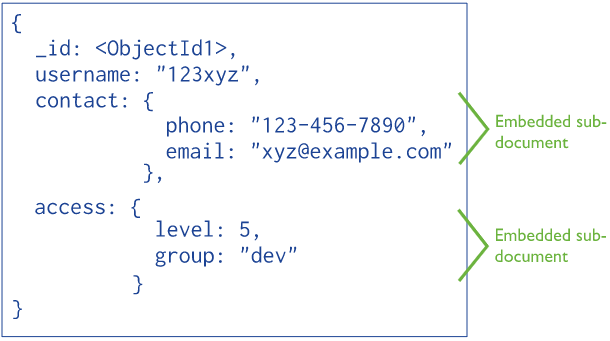 {
_id: <ObjectId1>,
username: "123xyz",
contact: {
phone: "123-456-7890",
email: "xyz@example.com"
},
Embedded sub-
document
access: {
level: 5,
group: "dev"
}
Embedded sub-
document
}